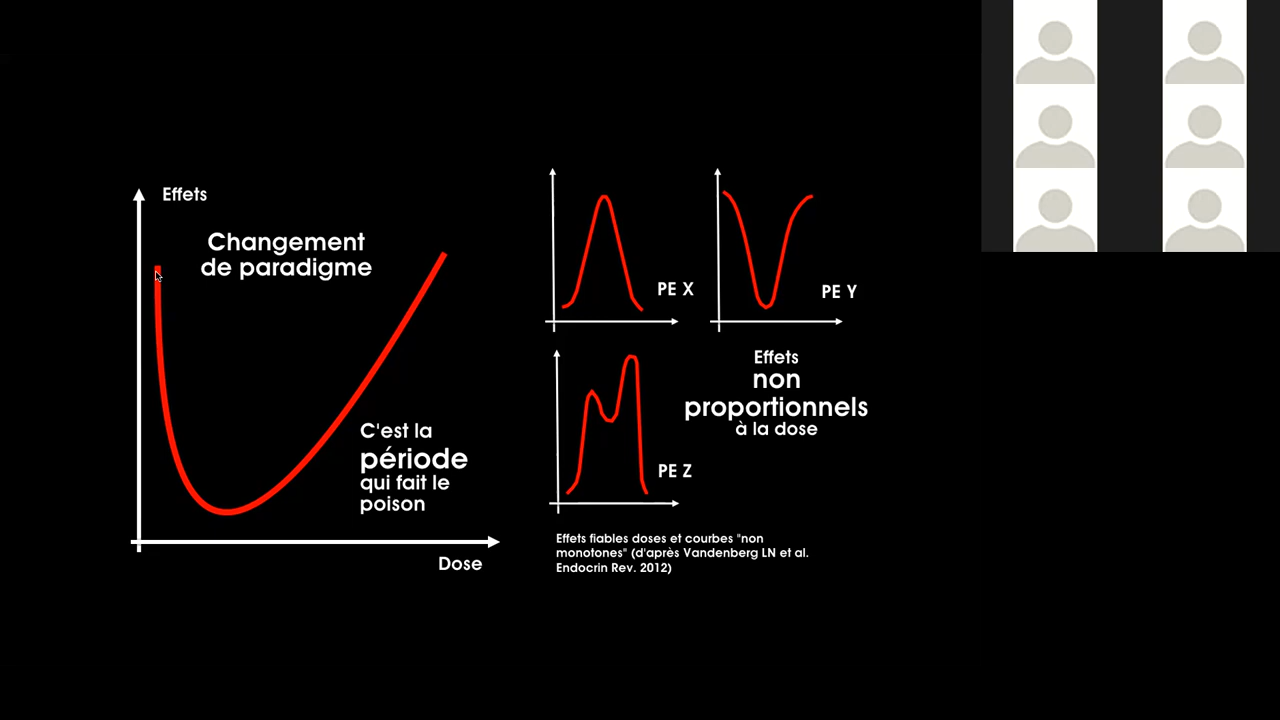 Effets
Changement
de paradigme
C'est la
période
qui fait le
poison
Dose
PE X
PE Y
PE Z
Effets
non
proportionnels
à la dose
Effets fiables doses et courbes "non
monotones" (d'après Vandenberg LN et al.
Endocrin Rev. 2012)